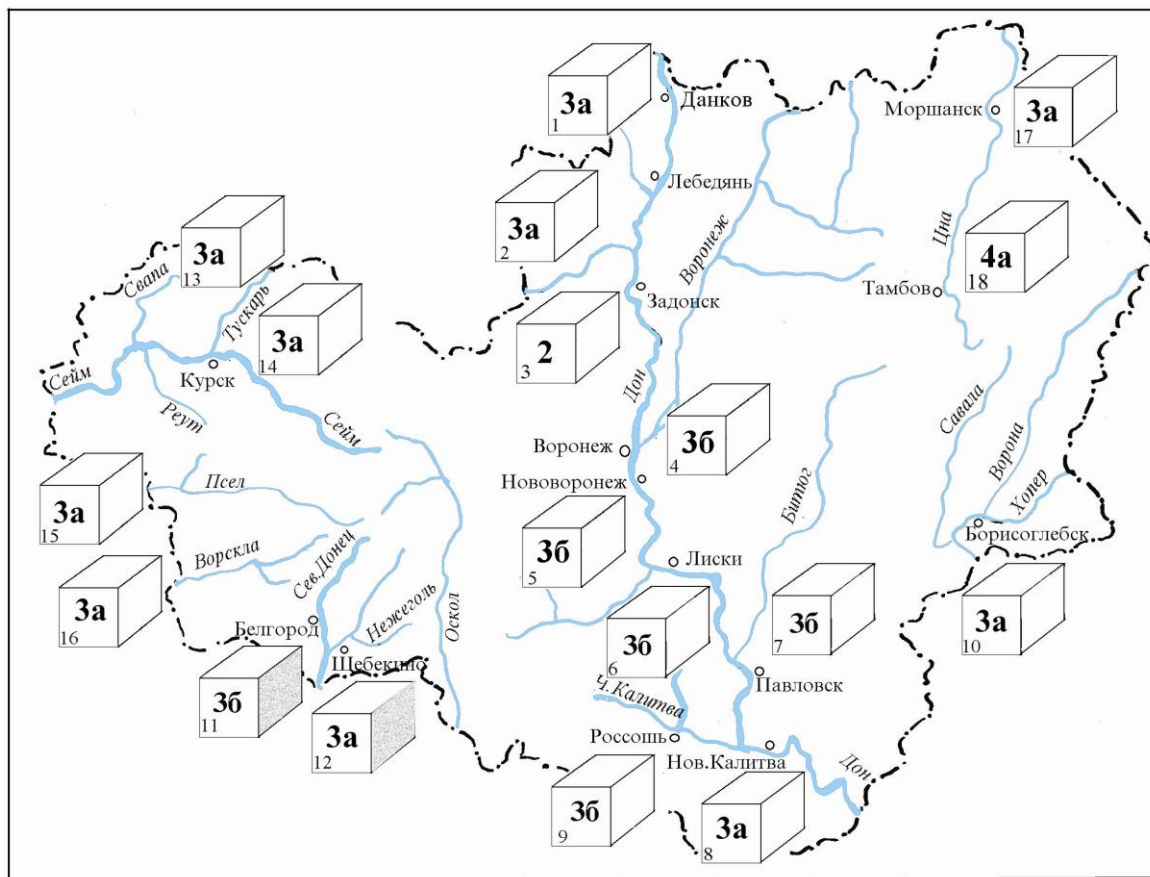 3а
1
Данков
Моршанск
3а
17
Лебедянь
3а
2
Воронеж
Цна
4а
18
3а
13
Свапа
Тускарь
Задонск
Тамбов
3а
14
2
3
Дон
Курск
Сейм
Реут
Сейм
Савала
Ворона
Воронеж
3б
4
Нововоронеж
Битюг
Хопер
Борисоглебск
3а
15
Псел
Ворскла
Сев.Донец
3б
5
Лиски
3а
16
Белгород
Нежеголь
Оскол
3б
6
3б
7
3а
10
Щебекино
3б
11
3а
12
Павловск
Ч.Калитва
Россошь
Нов.Калитва
Дон
3б
9
3а
8